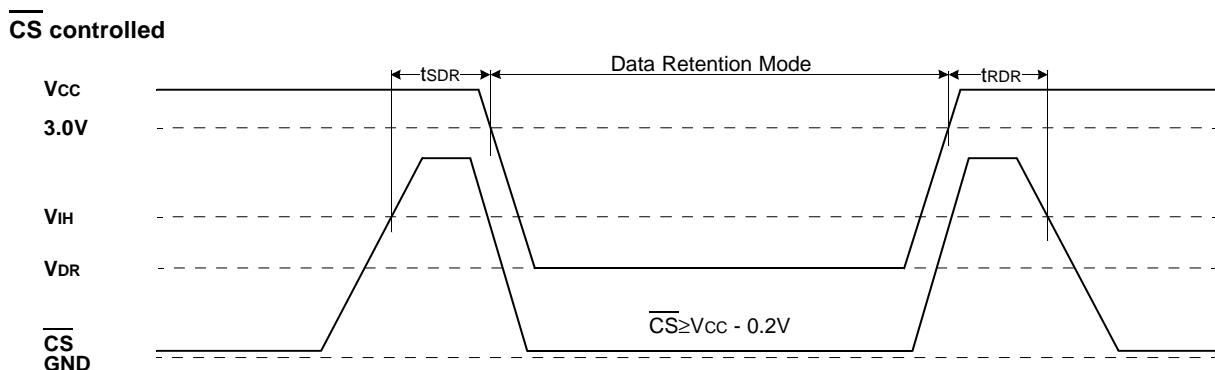 CS controlled
tSDR
Data Retention Mode
tRDR
VCC
3.0V
VIH
VDR
CS≥VCC - 0.2V
CS
GND